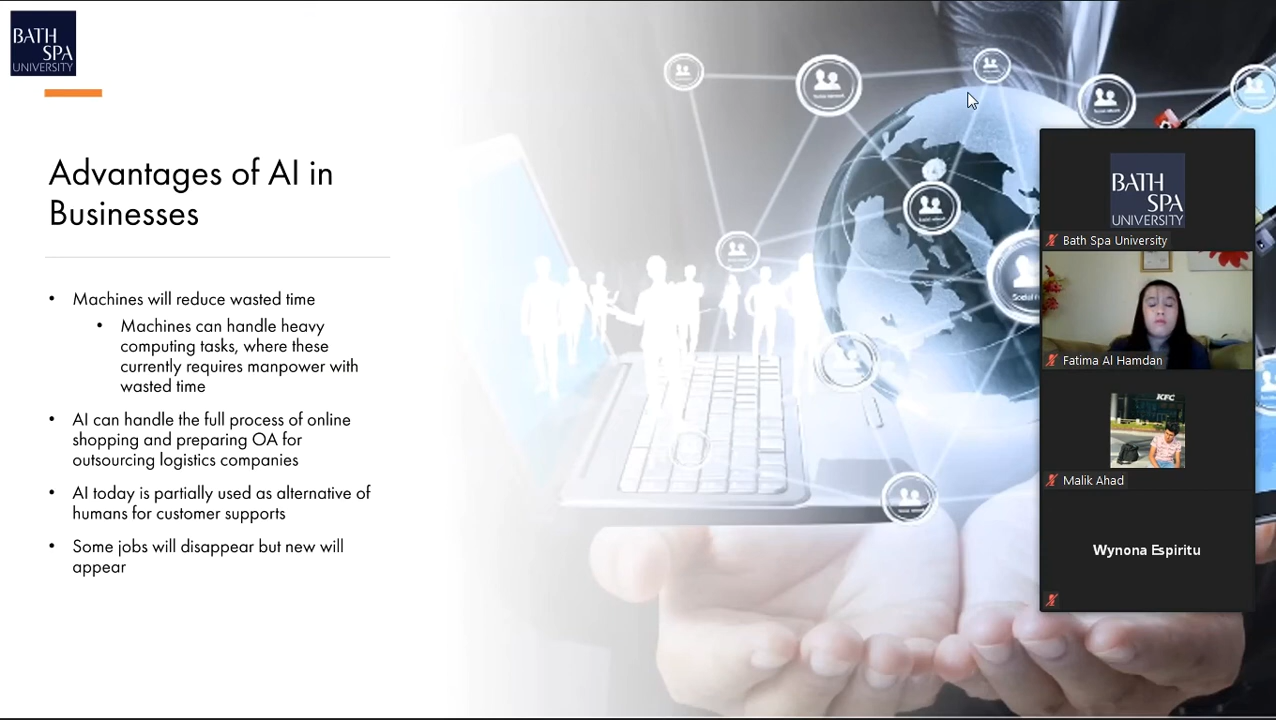 BATH
SPA
UNIVERSITY
Advantages of AI in
Businesses
• Machines will reduce wasted time
• Machines can handle heavy
computing tasks, where these
currently requires manpower with
wasted time
• AI can handle the full process of online
shopping and preparing OA for
outsourcing logistics companies
• AI today is partially used as alternative of
humans for customer supports
• Some jobs will disappear but new will
appear
BATH
SPA
UNIVERSITY
Bath Spa University
Fatima Al Hamdan
KFC
Malik Ahad
Wynona Espiritu